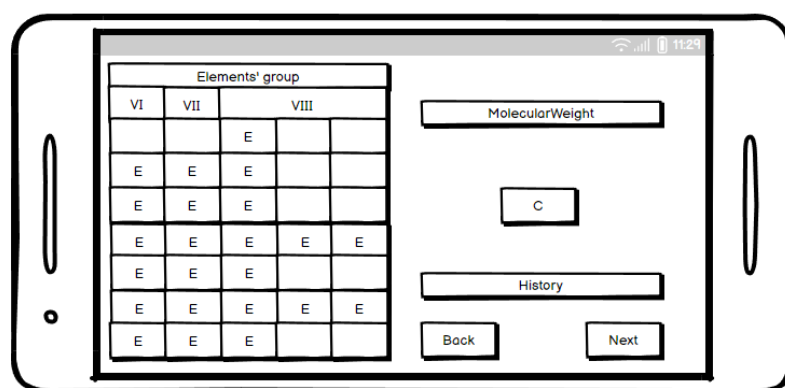 11:29
Elements' group
VI VII VIII
E
E E E
E E E
E E E E E
E E E
E E E E E
E E E
MolecularWeight
C
History
Back Next